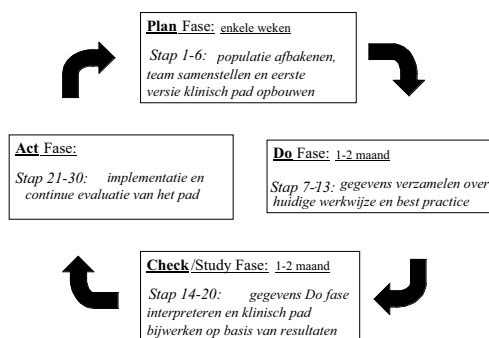 Plan Fase: enkele weken
Stap 1-6: populatie afbakenen,
team samenstellen en eerste
versie klinisch pad opbouwen
Act Fase:
Stap 21-30: implementatie en
continue evaluatie van het pad
Do Fase: 1-2 maand
Stap 7-13: gegevens verzamelen over
huidige werkwijze en best practice
Check/Study Fase: 1-2 maand
Stap 14-20: gegevens Do fase
interpreteren en klinisch pad
bijwerken op basis van resultaten